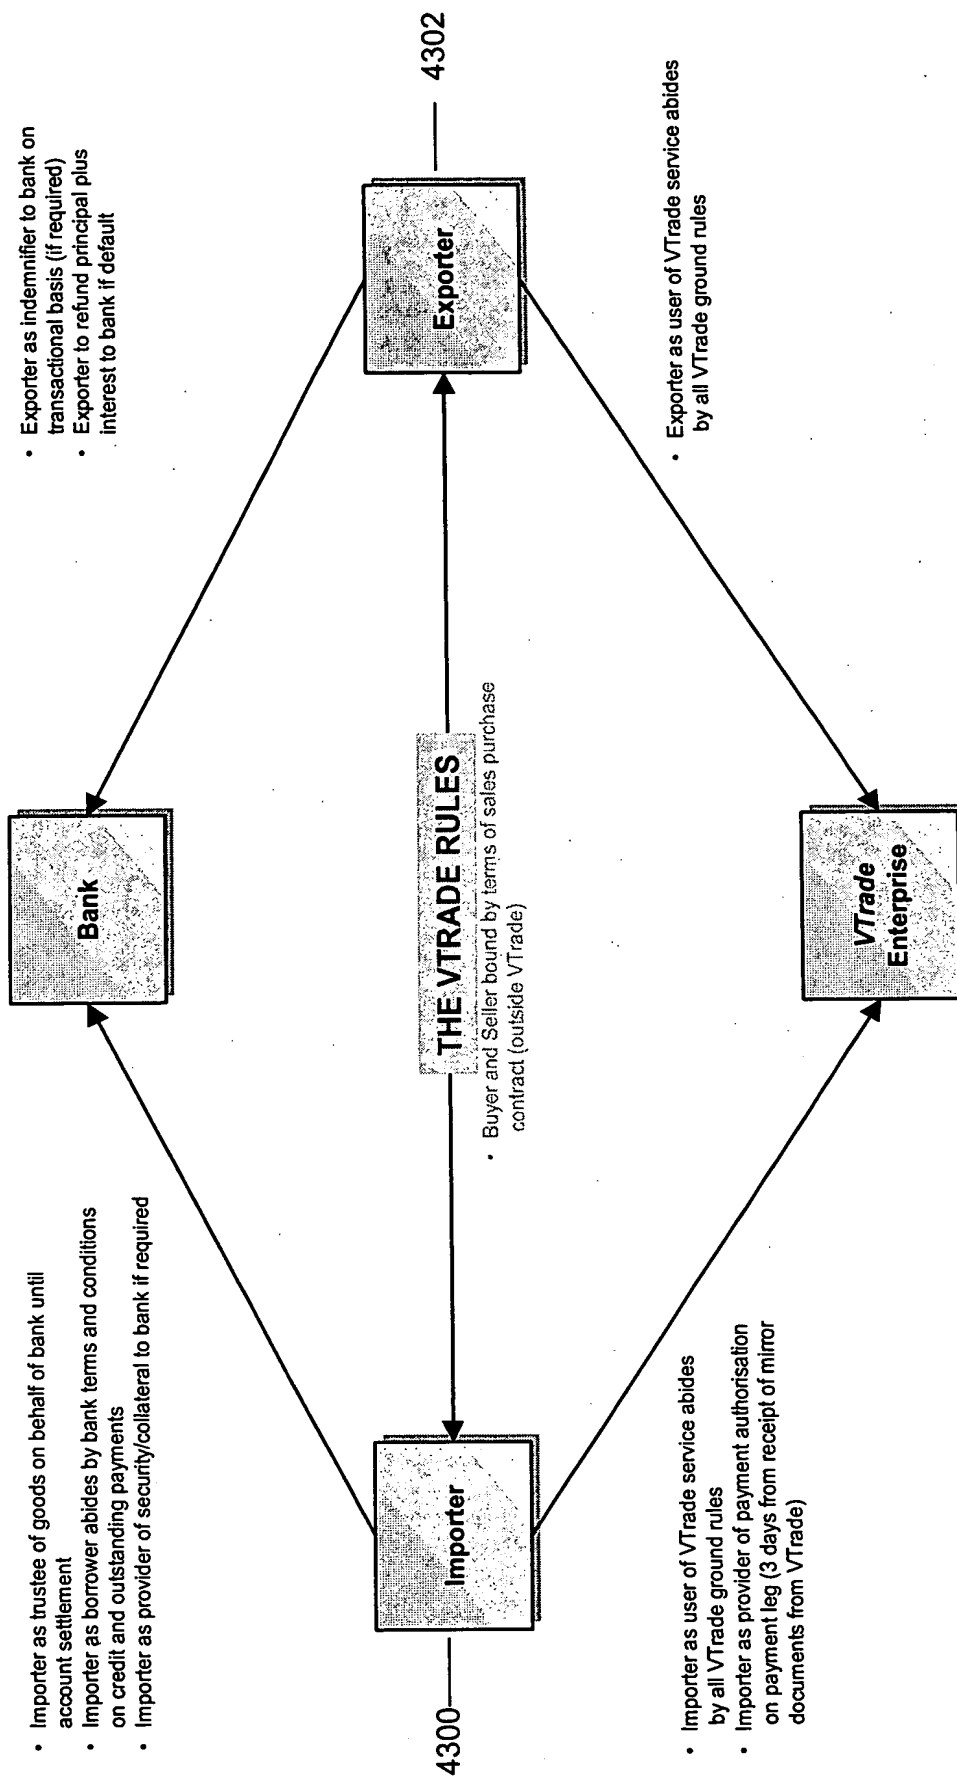 • Importer as trustee of goods on behalf of bank until
account settlement
• Importer as borrower abides by bank terms and conditions
on credit and outstanding payments
• Importer as provider of security/collateral to bank if required
Bank
• Exporter as indemnifier to bank on
transactional basis (if required)
• Exporter to refund principal plus
interest to bank if default
4300
Importer
THE VTRADE RULES
• Buyer and Seller bound by terms of sales purchase
contract (outside VTrade)
Exporter
4302
• Importer as user of VTrade service abides
by all VTrade ground rules
• Importer as provider of payment authorisation
on payment leg (3 days from receipt of mirror
documents from VTrade)
VTrade
Enterprise
• Exporter as user of VTrade service abides
by all VTrade ground rules